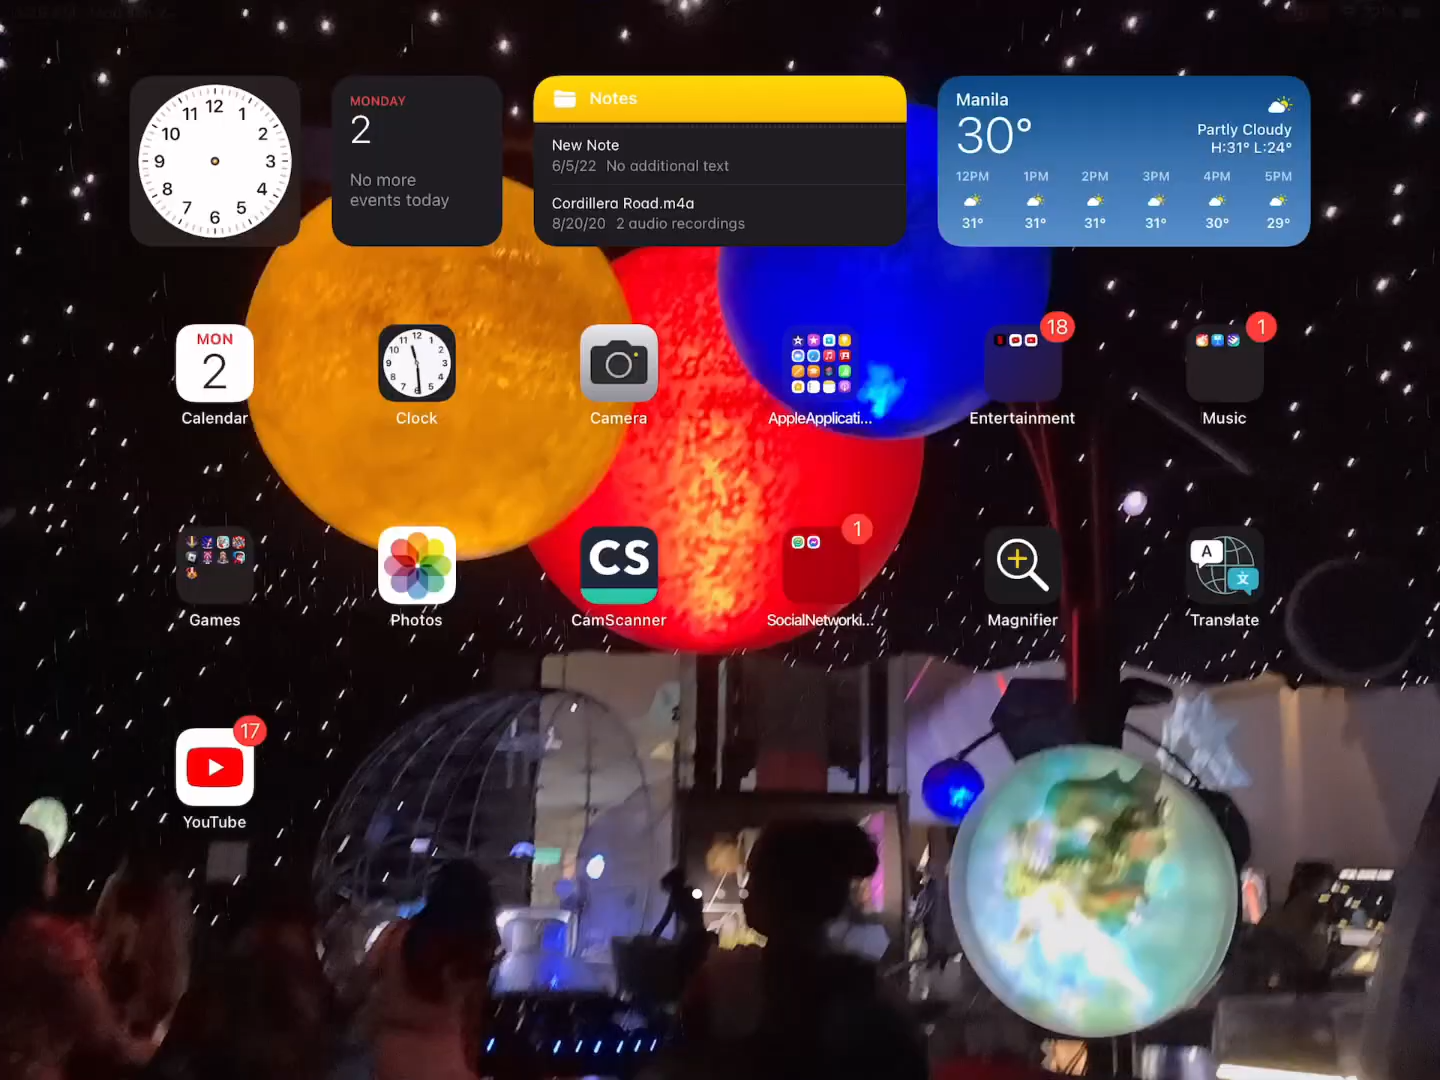 12
11
1
10
2
9
3
8
4
7
5
6
MONDAY
2
No more
events today
Notes
New Note
6/5/22 No additional text
Cordillera Road.m4a
8/20/20 2 audio recordings
Manila
30°
Partly Cloudy
H:31° L:24°
12PM 1PM 2PM 3PM 4PM 5PM
31° 31° 31° 31° 30° 29°
MON
2
Calendar
Clock
Camera
AppleApplicati...
18
Entertainment
1
Music
Games
Photos
CS
CamScanner
1
SocialNetworki...
Magnifier
A
文
Translate
17
YouTube